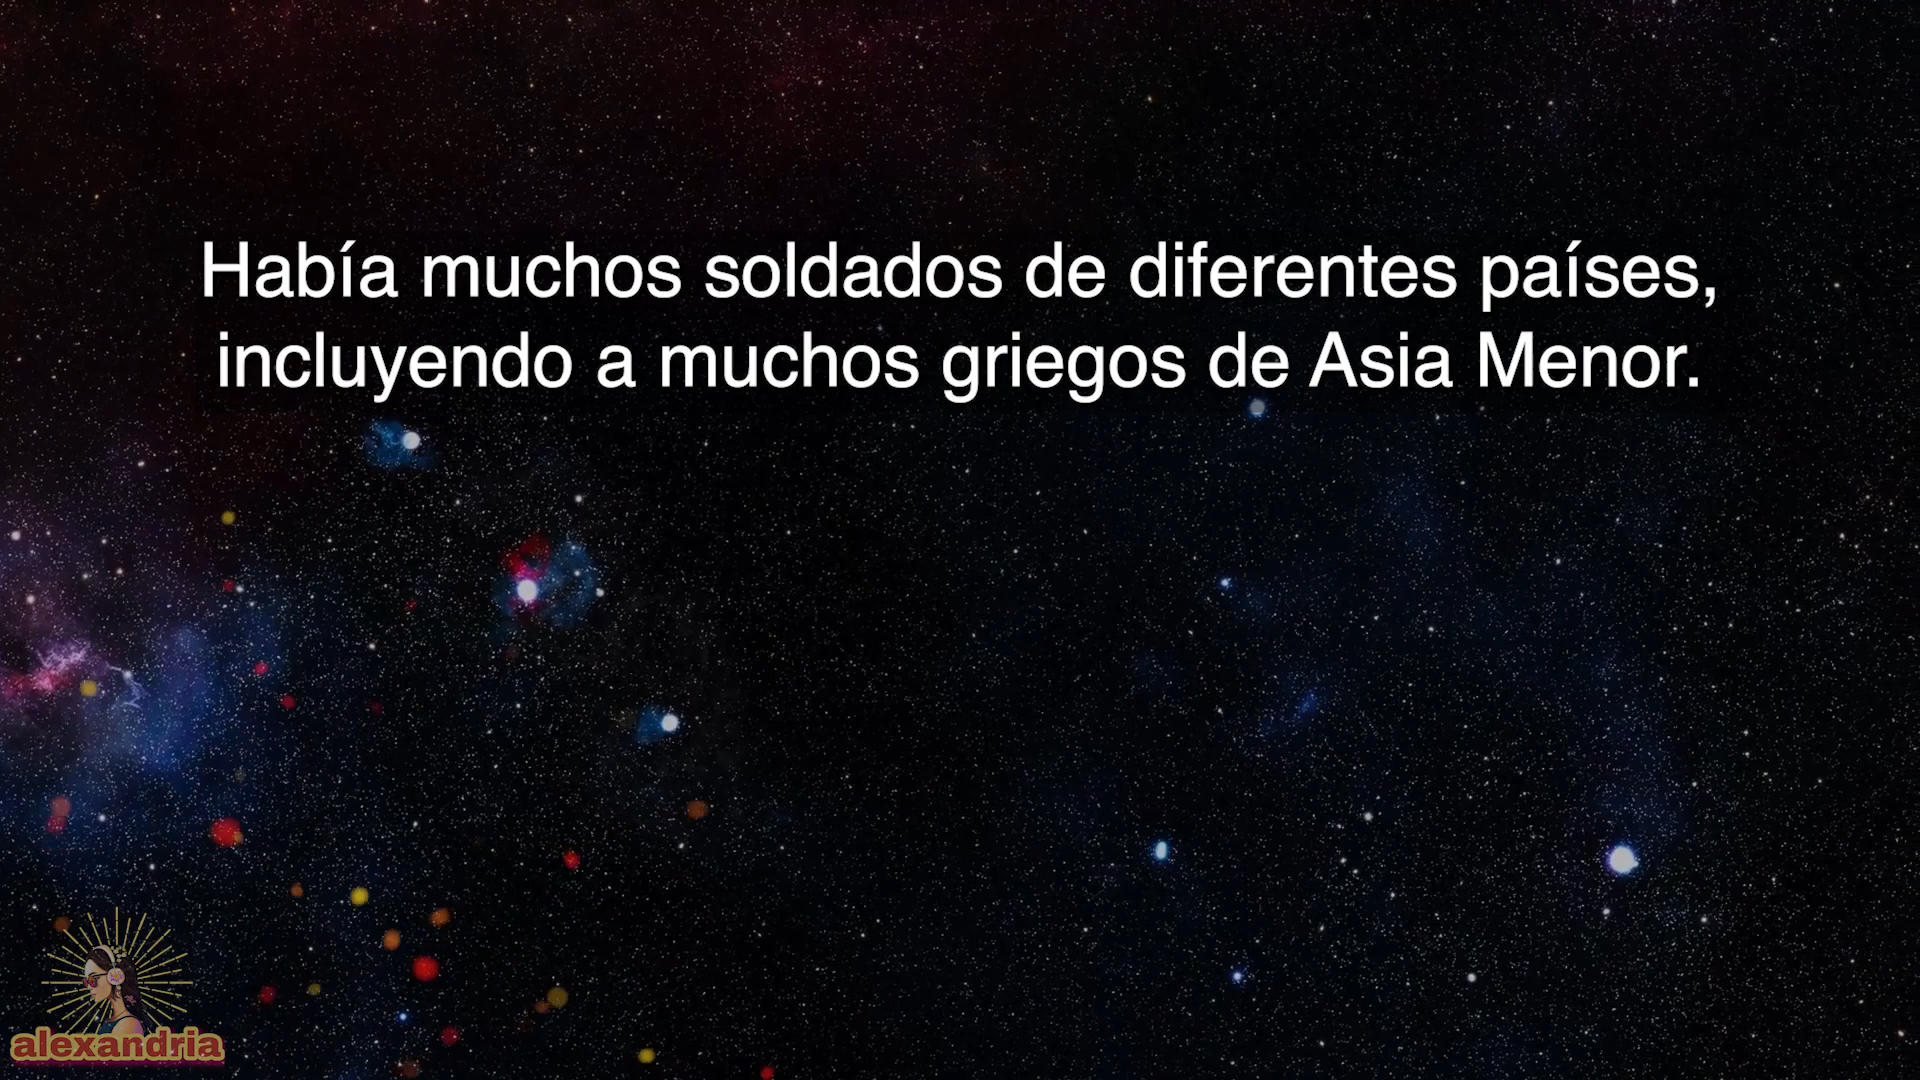 Había muchos soldados de diferentes países,
incluyendo a muchos griegos de Asia Menor.
alexandria